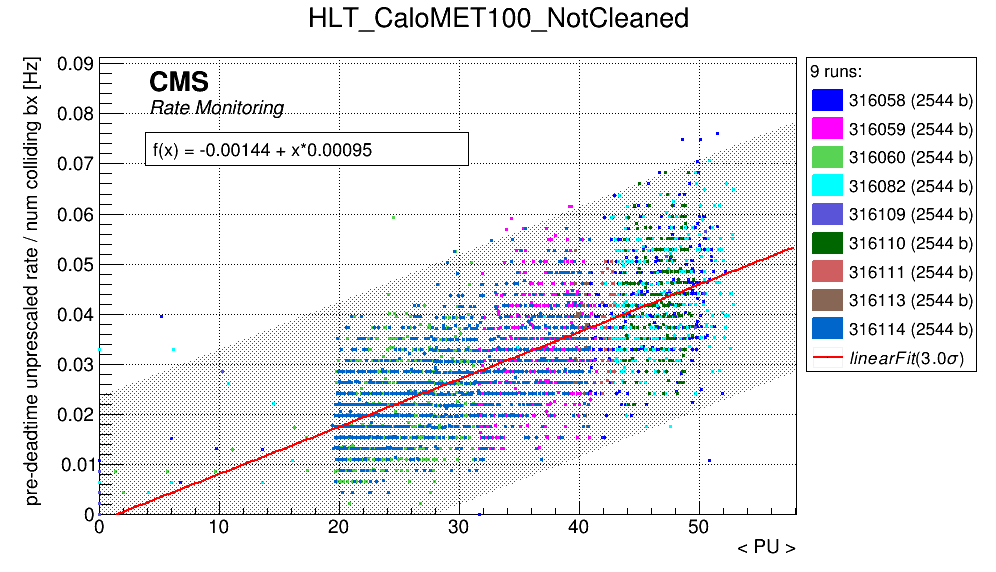 HLT_CaloMET100_NotCleaned
pre-deadtime unprescaled rate / num colliding bx [Hz]
0.09
0.08
0.07
0.06
0.05
0.04
0.03
0.02
0.01
0
CMS
Rate Monitoring
f(x) = -0.00144 + x*0.00095
0 10 20 30 40 50
< PU >
9 runs:
316058 (2544 b)
316059 (2544 b)
316060 (2544 b)
316082 (2544 b)
316109 (2544 b)
316110 (2544 b)
316111 (2544 b)
316113 (2544 b)
316114 (2544 b)
linearFit(3.0σ)